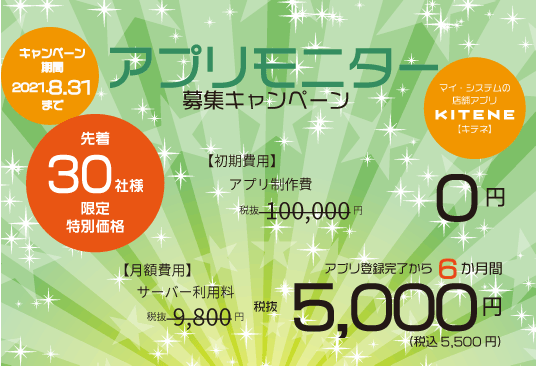 キャンペーン
期間
2021.8.31
まで
アプリモニター
募集キャンペーン
マイ・システムの
店舗アプリ
KITENE
【キテネ】
先着
30社様
限定
特別価格
【初期費用】
アプリ制作費
税抜 100,000 円
0円
【月額費用】
サーバー利用料
税抜 9,800 円
アプリ登録完了から6か月間
税抜 5,000円
(税込5,500円)